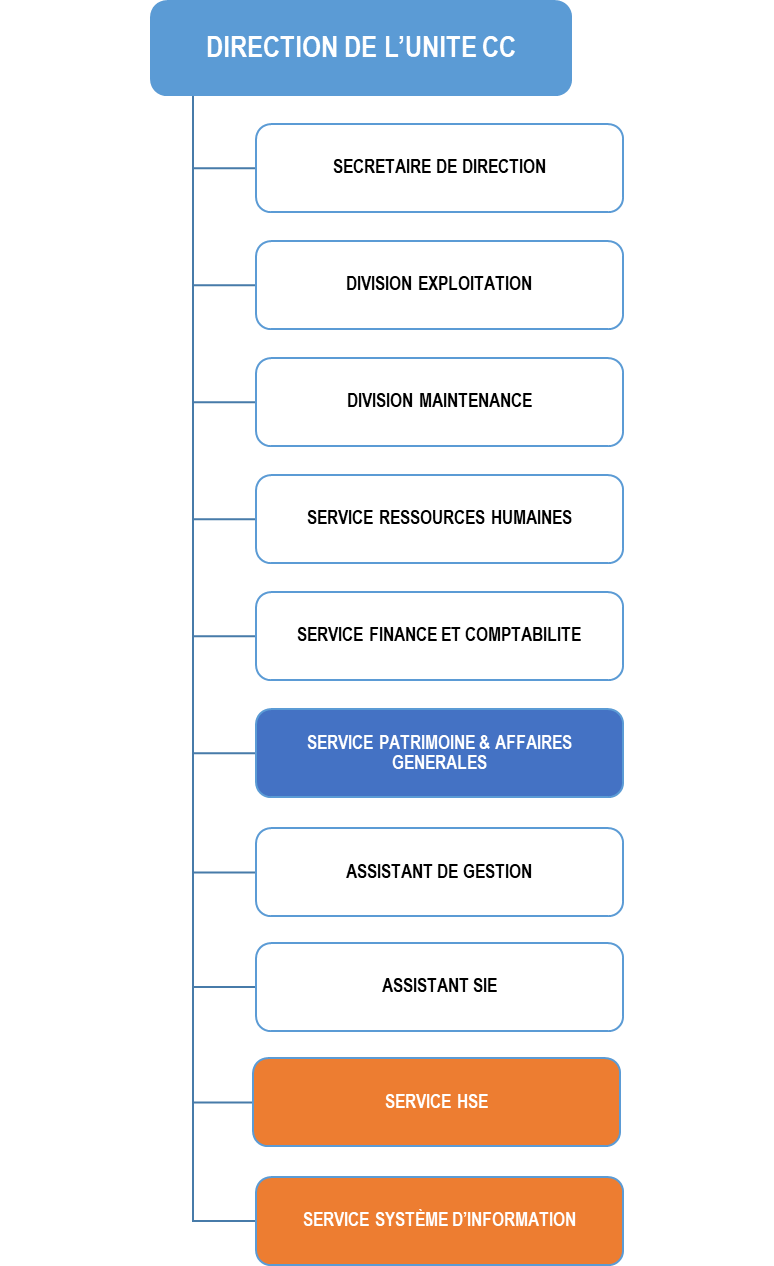 DIRECTION DE L’UNITE CC
SECRETAIRE DE DIRECTION
DIVISION EXPLOITATION
DIVISION MAINTENANCE
SERVICE RESSOURCES HUMAINES
SERVICE FINANCE ET COMPTABILITE
SERVICE PATRIMOINE & AFFAIRES
GENERALES
ASSISTANT DE GESTION
ASSISTANT SIE
SERVICE HSE
SERVICE SYSTÈME D’INFORMATION